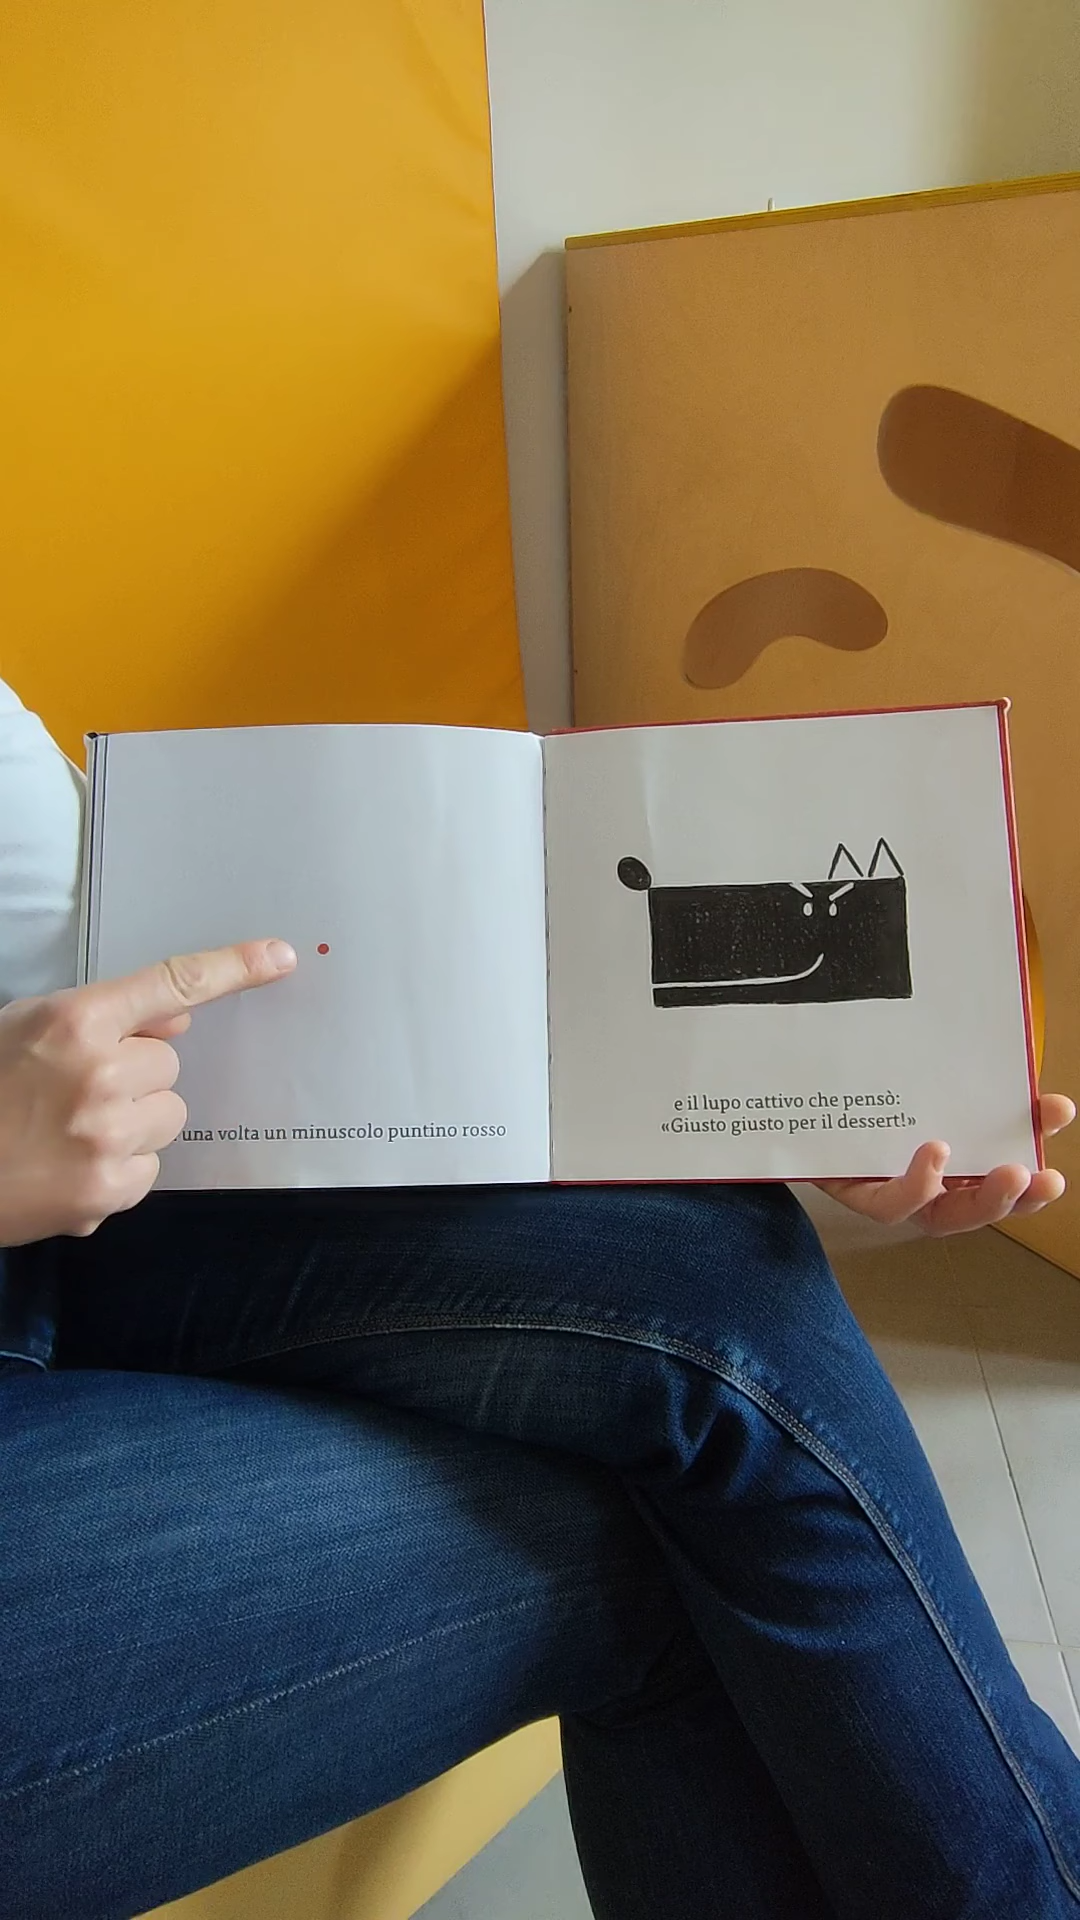 una volta un minuscolo puntino rosso
e il lupo cattivo che pensò:
«Giusto giusto per il dessert!»